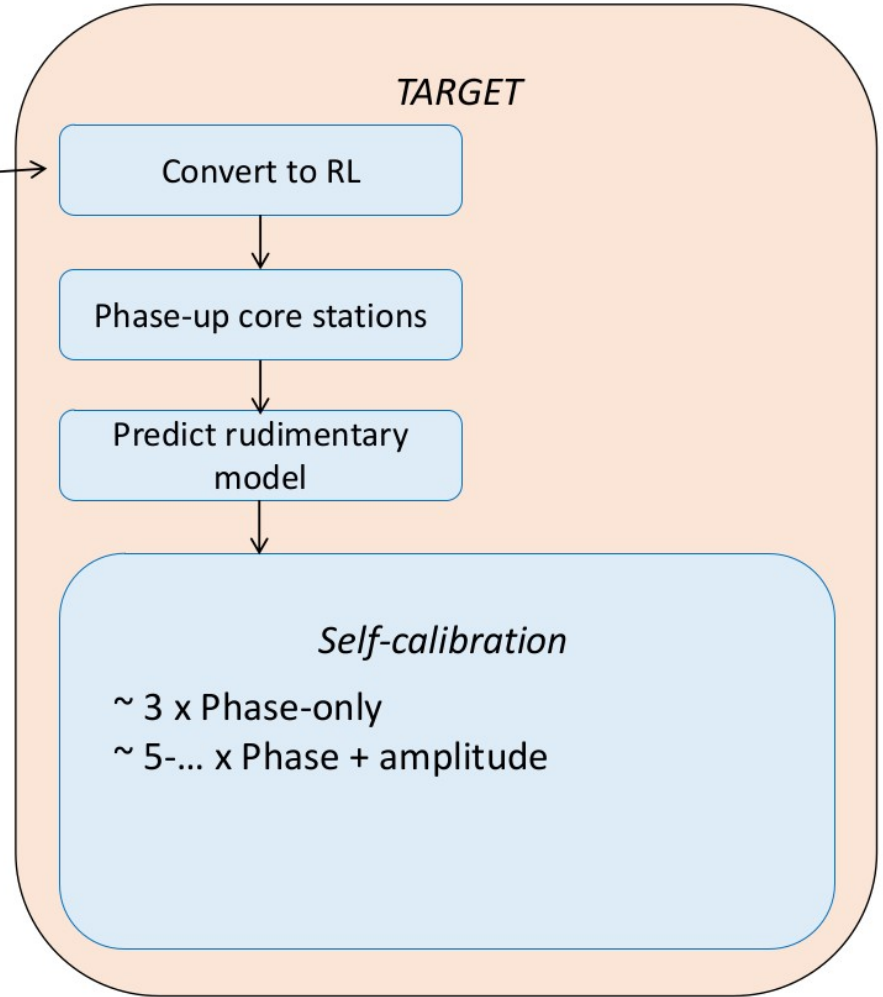 TARGET
Convert to RL
Phase-up core stations
Predict rudimentary
model
Self-calibration
~ 3 x Phase-only
~ 5-... x Phase + amplitude